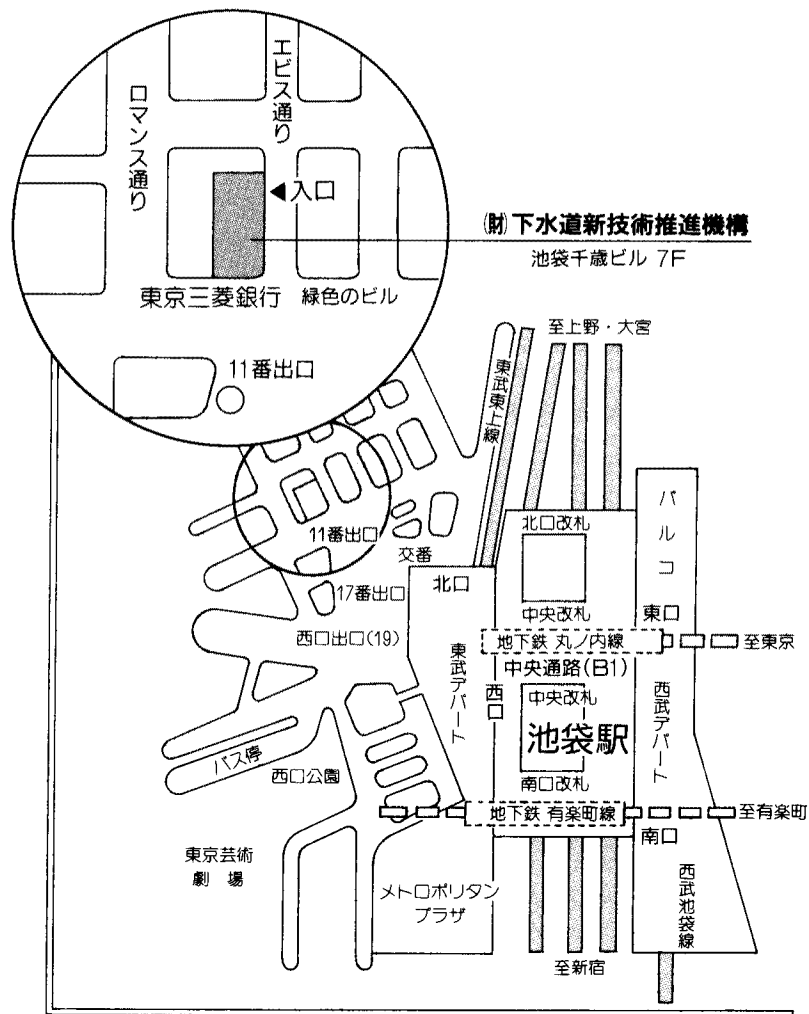 エビス通り
ロマンス通り
◀入口
㈶下水道新技術推進機構
池袋千歳ビル 7F
東京三菱銀行
緑色のビル
11番出口
至上野・大宮
東武東上線
パルコ
北口改札
11番出口
交番
北口
17番出口
中央改札
東口
西口出口(19)
地下鉄 丸ノ内線
至東京
中央通路(B1)
東武デパート
西口
中央改札
西武デパート
池袋駅
バス停
西口公園
南口改札
地下鉄 有楽町線
至有楽町
南口
東京芸術
劇場
メトロポリタン
プラザ
西武池袋線
至新宿